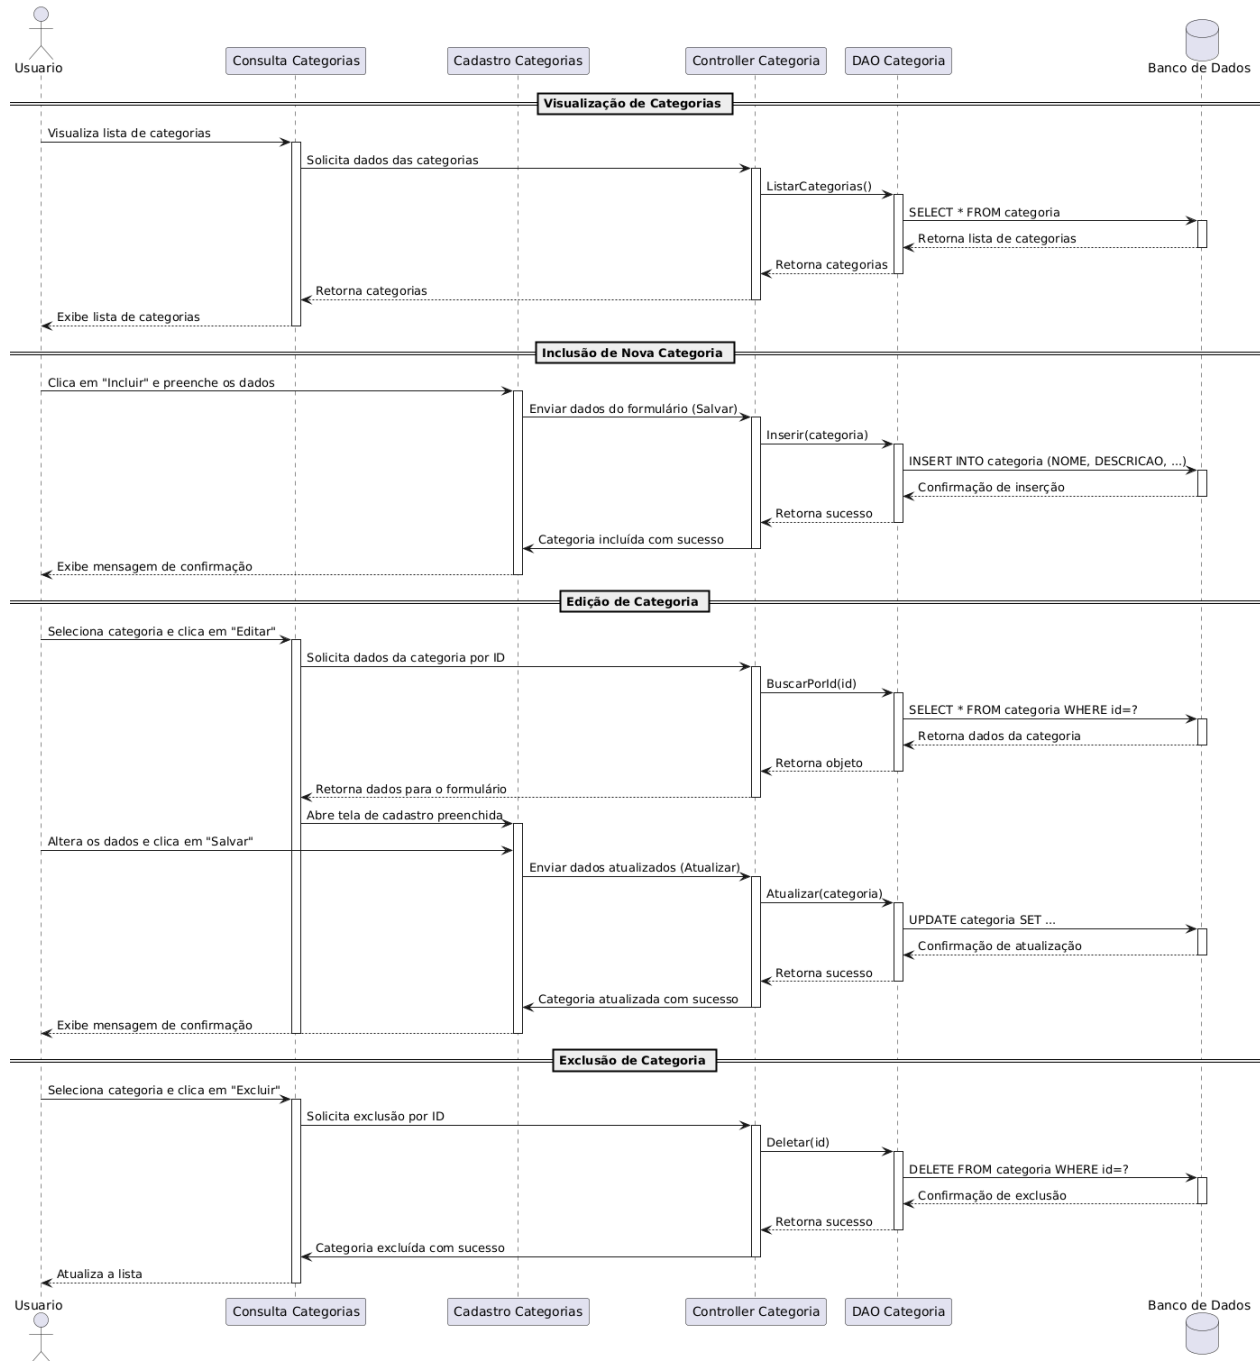 Usuario
Consulta Categorias
Cadastro Categorias
Controller Categoria
DAO Categoria
Banco de Dados
Visualização de Categorias
Visualiza lista de categorias
Solicita dados das categorias
ListarCategorias()
SELECT * FROM categoria
Retorna lista de categorias
Retorna categorias
Retorna categorias
Exibe lista de categorias
Inclusão de Nova Categoria
Clica em "Incluir" e preenche os dados
Enviar dados do formulário (Salvar)
Inserir(categoria)
INSERT INTO categoria (NOME, DESCRICAO, ...)
Confirmação de inserção
Retorna sucesso
Categoria incluída com sucesso
Exibe mensagem de confirmação
Edição de Categoria
Seleciona categoria e clica em "Editar"
Solicita dados da categoria por ID
BuscarPorId(id)
SELECT * FROM categoria WHERE id=?
Retorna dados da categoria
Retorna objeto
Retorna dados para o formulário
Abre tela de cadastro preenchida
Altera os dados e clica em "Salvar"
Enviar dados atualizados (Atualizar)
Atualizar(categoria)
UPDATE categoria SET ...
Confirmação de atualização
Retorna sucesso
Categoria atualizada com sucesso
Exibe mensagem de confirmação
Exclusão de Categoria
Seleciona categoria e clica em "Excluir"
Solicita exclusão por ID
Deletar(id)
DELETE FROM categoria WHERE id=?
Confirmação de exclusão
Retorna sucesso
Categoria excluída com sucesso
Atualiza a lista
Usuario
Consulta Categorias
Cadastro Categorias
Controller Categoria
DAO Categoria
Banco de Dados